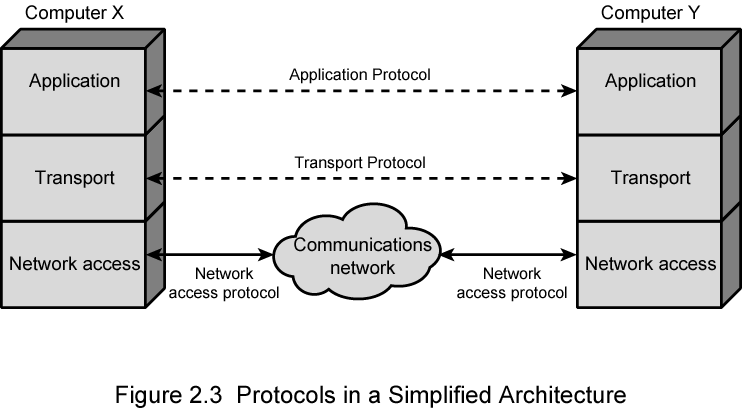 Computer X
Computer Y
Application
Application Protocol
Application
Transport
Transport Protocol
Transport
Network access
Communications
network
Network access
Network
access protocol
Network
access protocol
Figure 2.3 Protocols in a Simplified Architecture